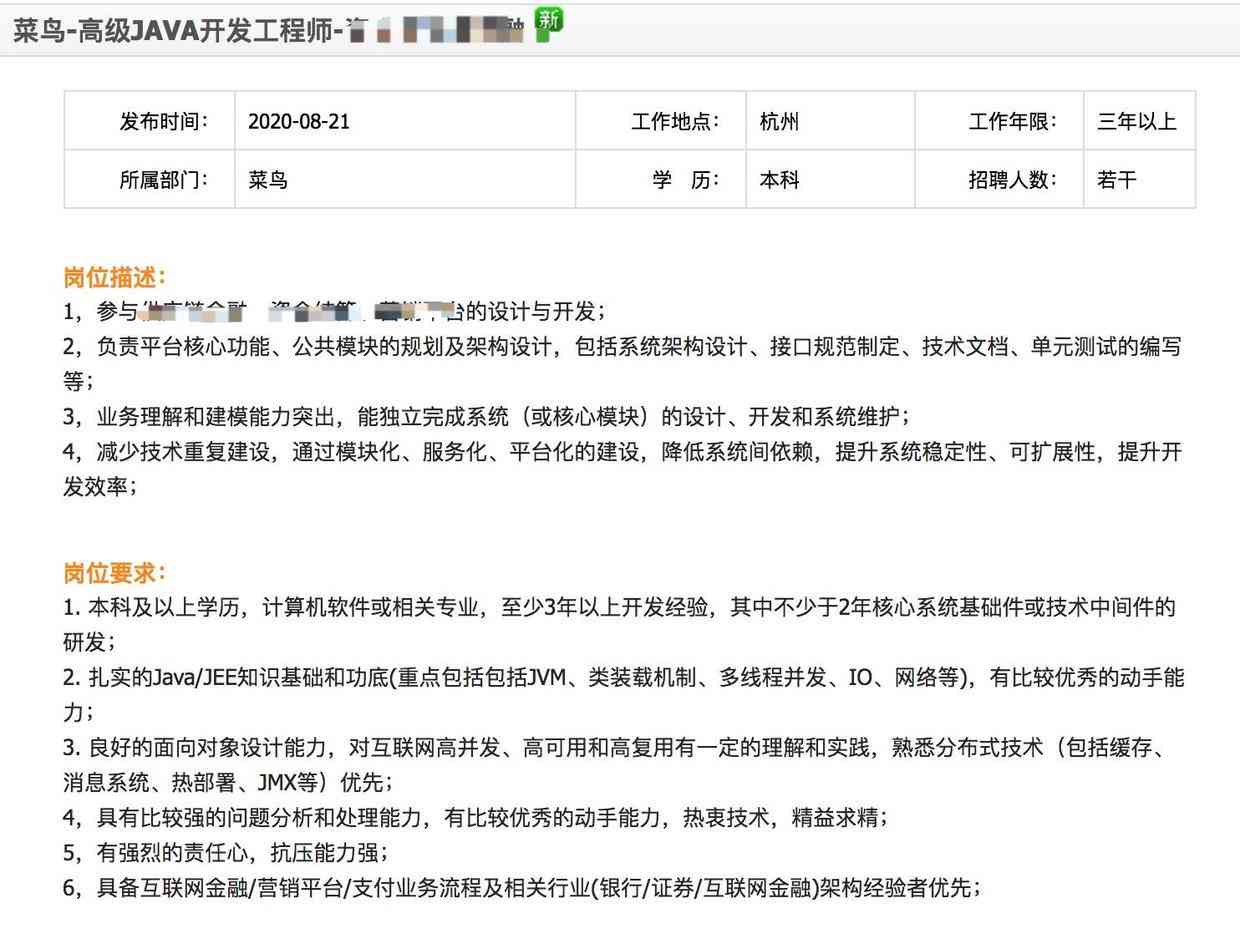 菜鸟-高级JAVA开发工程师- 新
发布时间： 2020-08-21 工作地点： 杭州 工作年限： 三年以上
所属部门： 菜鸟 学 历： 本科 招聘人数： 若干
岗位描述：
1，参与 的设计与开发；
2，负责平台核心功能、公共模块的规划及架构设计，包括系统架构设计、接口规范制定、技术文档、单元测试的编写
等；
3，业务理解和建模能力突出，能独立完成系统（或核心模块）的设计、开发和系统维护；
4，减少技术重复建设，通过模块化、服务化、平台化的建设，降低系统间依赖，提升系统稳定性、可扩展性，提升开
发效率；
岗位要求：
1. 本科及以上学历，计算机软件或相关专业，至少3年以上开发经验，其中不少于2年核心系统基础件或技术中间件的
研发；
2. 扎实的Java/JEE知识基础和功底(重点包括包括JVM、类装载机制、多线程并发、IO、网络等)，有比较优秀的动手能
力；
3. 良好的面向对象设计能力，对互联网高并发、高可用和高复用有一定的理解和实践，熟悉分布式技术（包括缓存、
消息系统、热部署、JMX等）优先；
4，具有比较强的问题分析和处理能力，有比较优秀的动手能力，热衷技术，精益求精；
5，有强烈的责任心，抗压能力强；
6，具备互联网金融/营销平台/支付业务流程及相关行业(银行/证券/互联网金融)架构经验者优先；